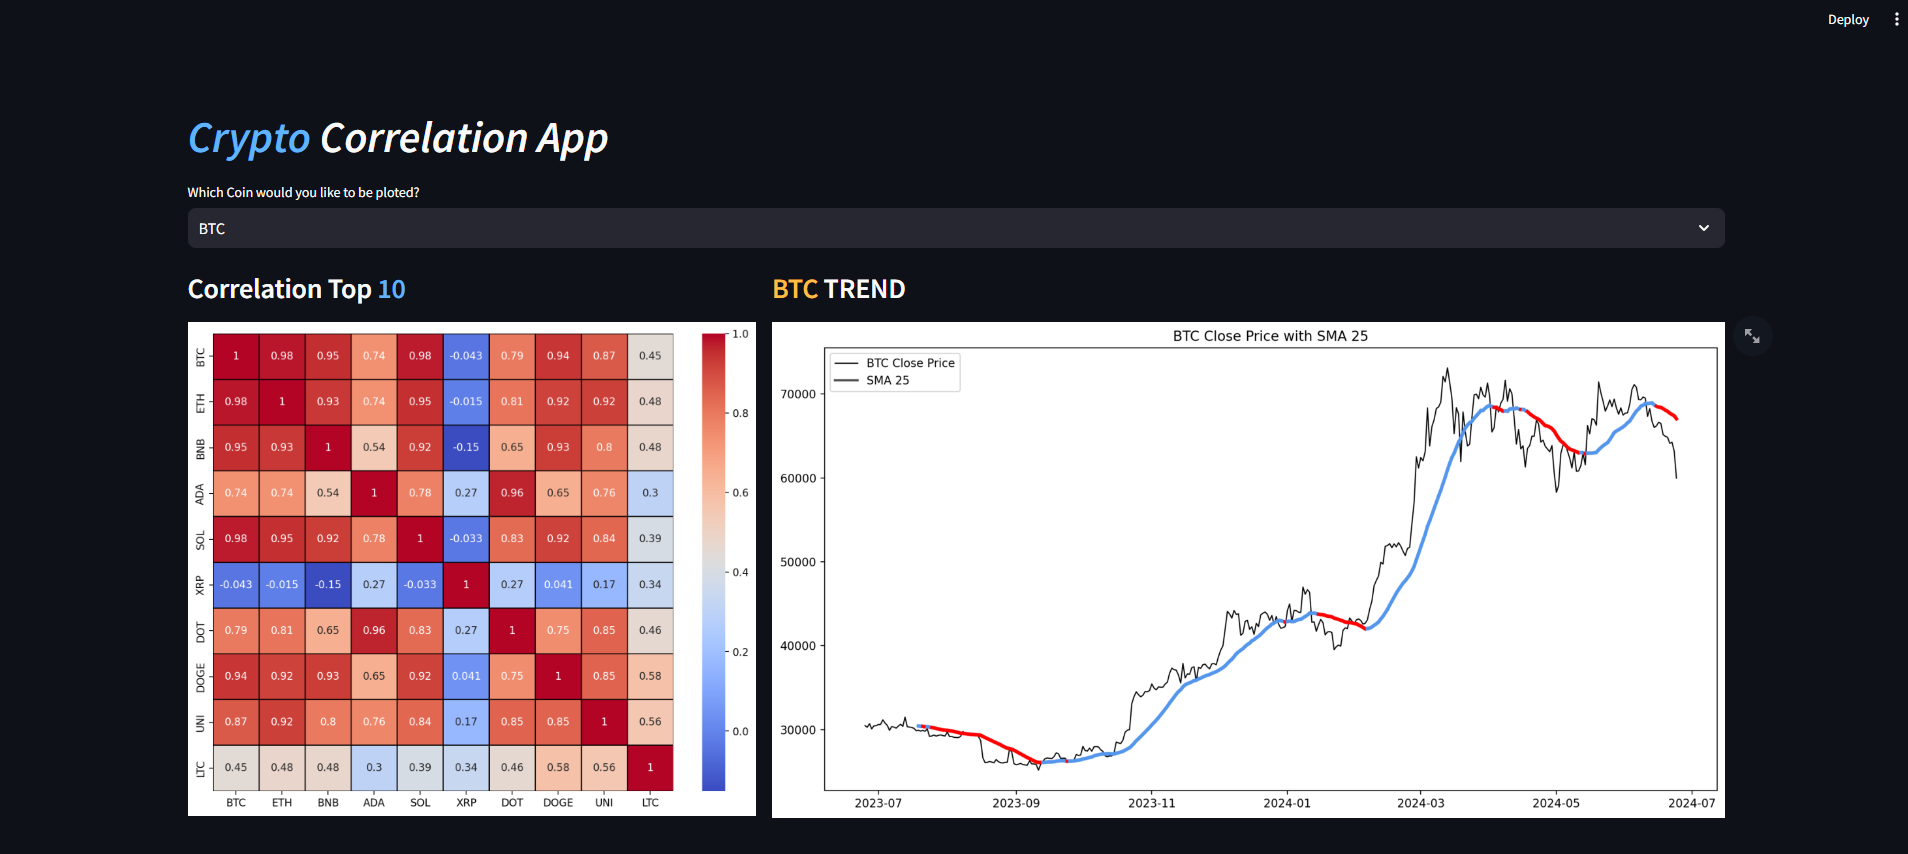 Deploy
Crypto Correlation App
Which Coin would you like to be ploted?
BTC
Correlation Top 10
BTC 1 0.98 0.95 0.74 0.98 -0.043 0.79 0.94 0.87 0.45
ETH 0.98 1 0.93 0.74 0.95 -0.015 0.81 0.92 0.92 0.48
BNB 0.95 0.93 1 0.54 0.92 -0.15 0.65 0.93 0.8 0.48
ADA 0.74 0.74 0.54 1 0.78 0.27 0.96 0.65 0.76 0.3
SOL 0.98 0.95 0.92 0.78 1 -0.033 0.83 0.92 0.84 0.39
XRP -0.043 -0.015 -0.15 0.27 -0.033 1 0.27 0.041 0.17 0.34
DOT 0.79 0.81 0.65 0.96 0.83 0.27 1 0.75 0.85 0.46
DOGE 0.94 0.92 0.93 0.65 0.92 0.041 0.75 1 0.85 0.58
UNI 0.87 0.92 0.8 0.76 0.84 0.17 0.85 0.85 1 0.56
LTC 0.45 0.48 0.48 0.3 0.39 0.34 0.46 0.58 0.56 1
BTC ETH BNB ADA SOL XRP DOT DOGE UNI LTC
1.0
0.8
0.6
0.4
0.2
0.0
BTC TREND
BTC Close Price with SMA 25
BTC Close Price
SMA 25
70000
60000
50000
40000
30000
2023-07 2023-09 2023-11 2024-01 2024-03 2024-05 2024-07